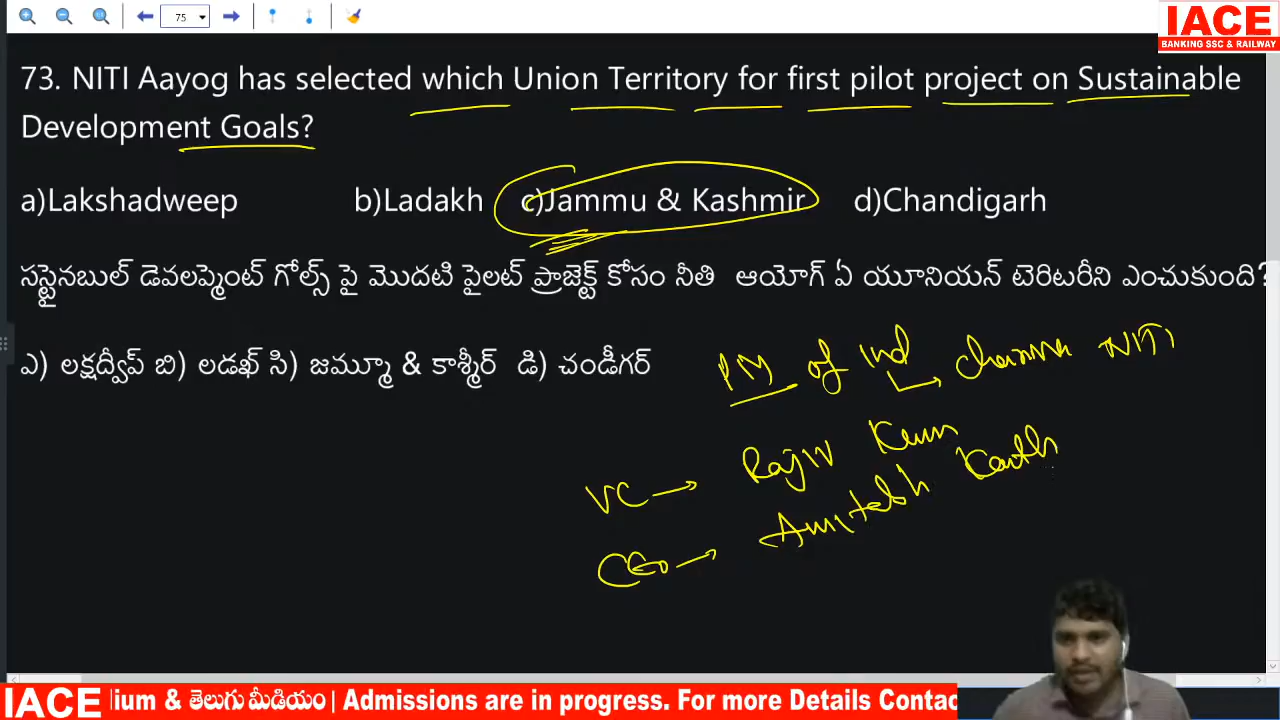 75
IACE
BANKING SSC & RAILWAY
73. NITI Aayog has selected which Union Territory for first pilot project on Sustainable
Development Goals?
a)Lakshadweep b)Ladakh c)Jammu & Kashmir d)Chandigarh
సస్టైనబుల్ డెవలప్మెంట్ గోల్స్ పై మొదటి పైలట్ ప్రాజెక్ట్ కోసం నీతి ఆయోగ్ ఏ యూనియన్ టెరిటరీని ఎంచుకుంది?
ఎ) లక్షద్వీప్ బి) లడఖ్ సి) జమ్మూ & కాశ్మీర్ డి) చండీగర్
PM of Ind → NITI
VC → Rajiv
CEO → Amitabh
IACE lium & తెలుగు మీడియం | Admissions are in progress. For more Details Contac